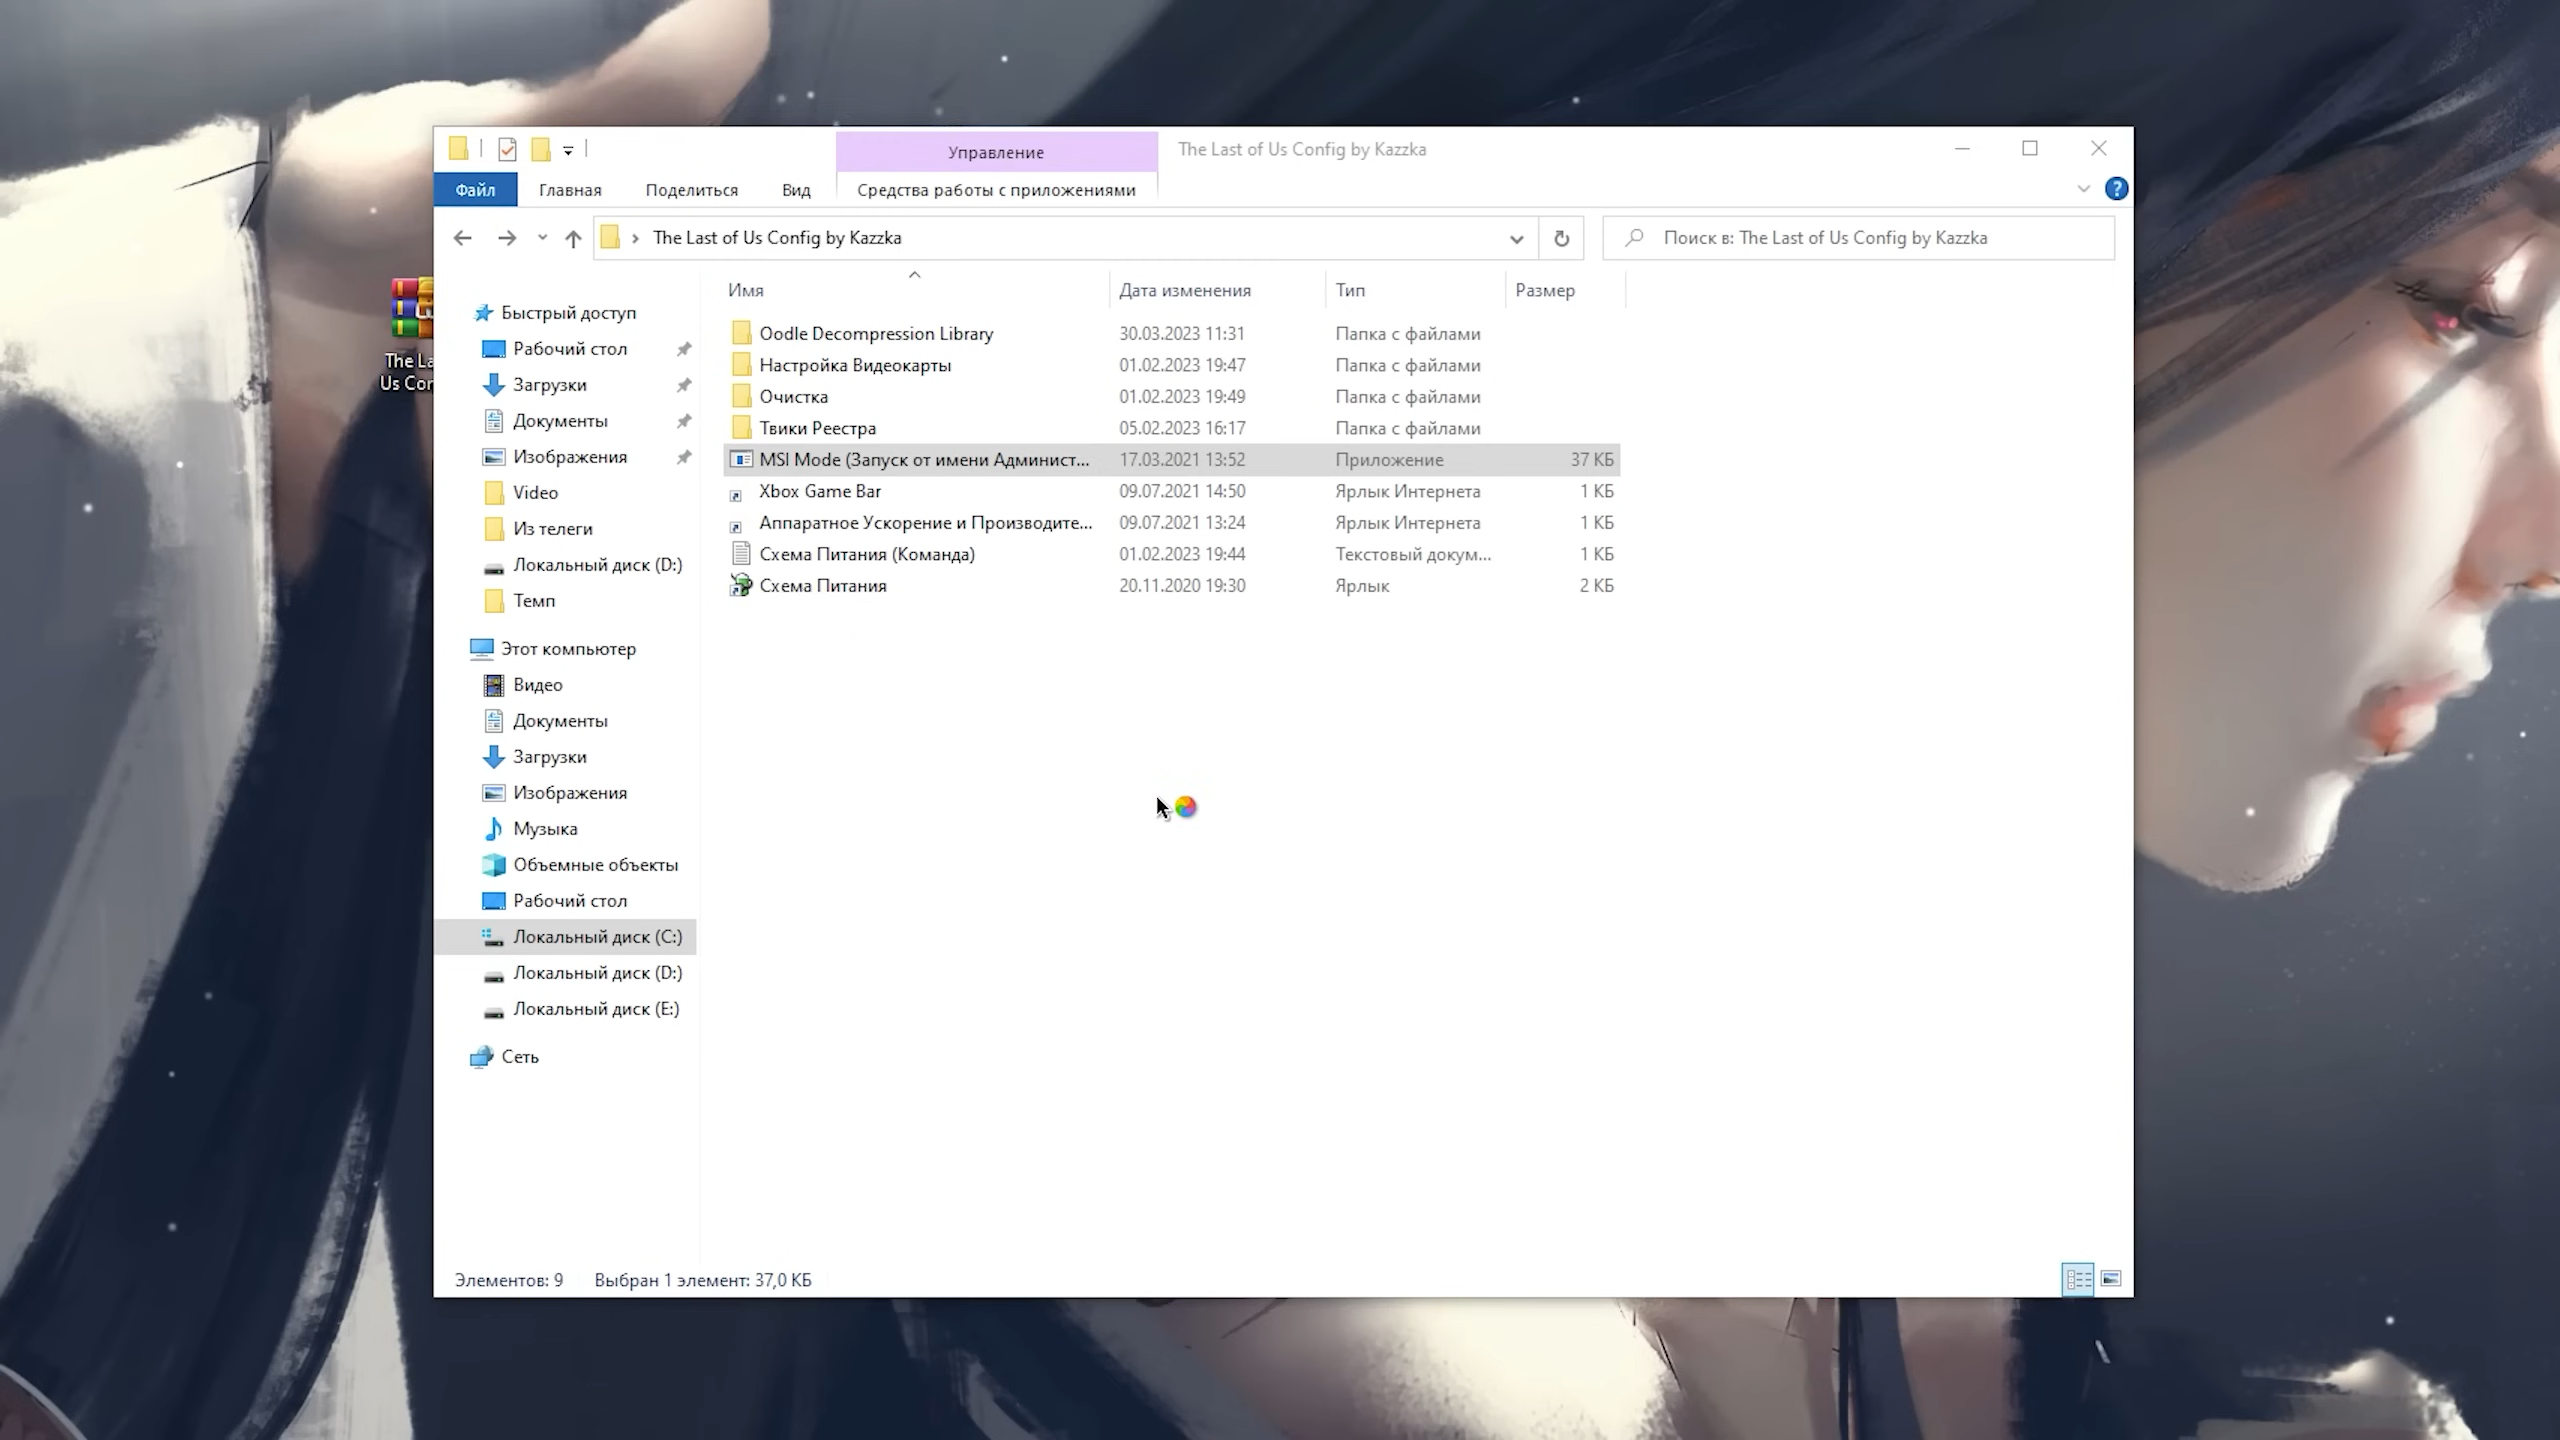 Управление
The Last of Us Config by Kazzka
Файл
Главная
Поделиться
Вид
Средства работы с приложениями
?
The Last of Us Config by Kazzka
Поиск в: The Last of Us Config by Kazzka
Имя
Дата изменения
Тип
Размер
Oodle Decompression Library 30.03.2023 11:31 Папка с файлами
Настройка Видеокарты 01.02.2023 19:47 Папка с файлами
Очистка 01.02.2023 19:49 Папка с файлами
Твики Реестра 05.02.2023 16:17 Папка с файлами
MSI Mode (Запуск от имени Админист... 17.03.2021 13:52 Приложение 37 КБ
Xbox Game Bar 09.07.2021 14:50 Ярлык Интернета 1 КБ
Аппаратное Ускорение и Производите... 09.07.2021 13:24 Ярлык Интернета 1 КБ
Схема Питания (Команда) 01.02.2023 19:44 Текстовый докум... 1 КБ
Схема Питания 20.11.2020 19:30 Ярлык 2 КБ
Быстрый доступ
Рабочий стол
Загрузки
Документы
Изображения
Video
Из телеги
Локальный диск (D:)
Темп
Этот компьютер
Видео
Документы
Загрузки
Изображения
Музыка
Объемные объекты
Рабочий стол
Локальный диск (C:)
Локальный диск (D:)
Локальный диск (E:)
Сеть
The La
Us Con
Элементов: 9
Выбран 1 элемент: 37,0 КБ